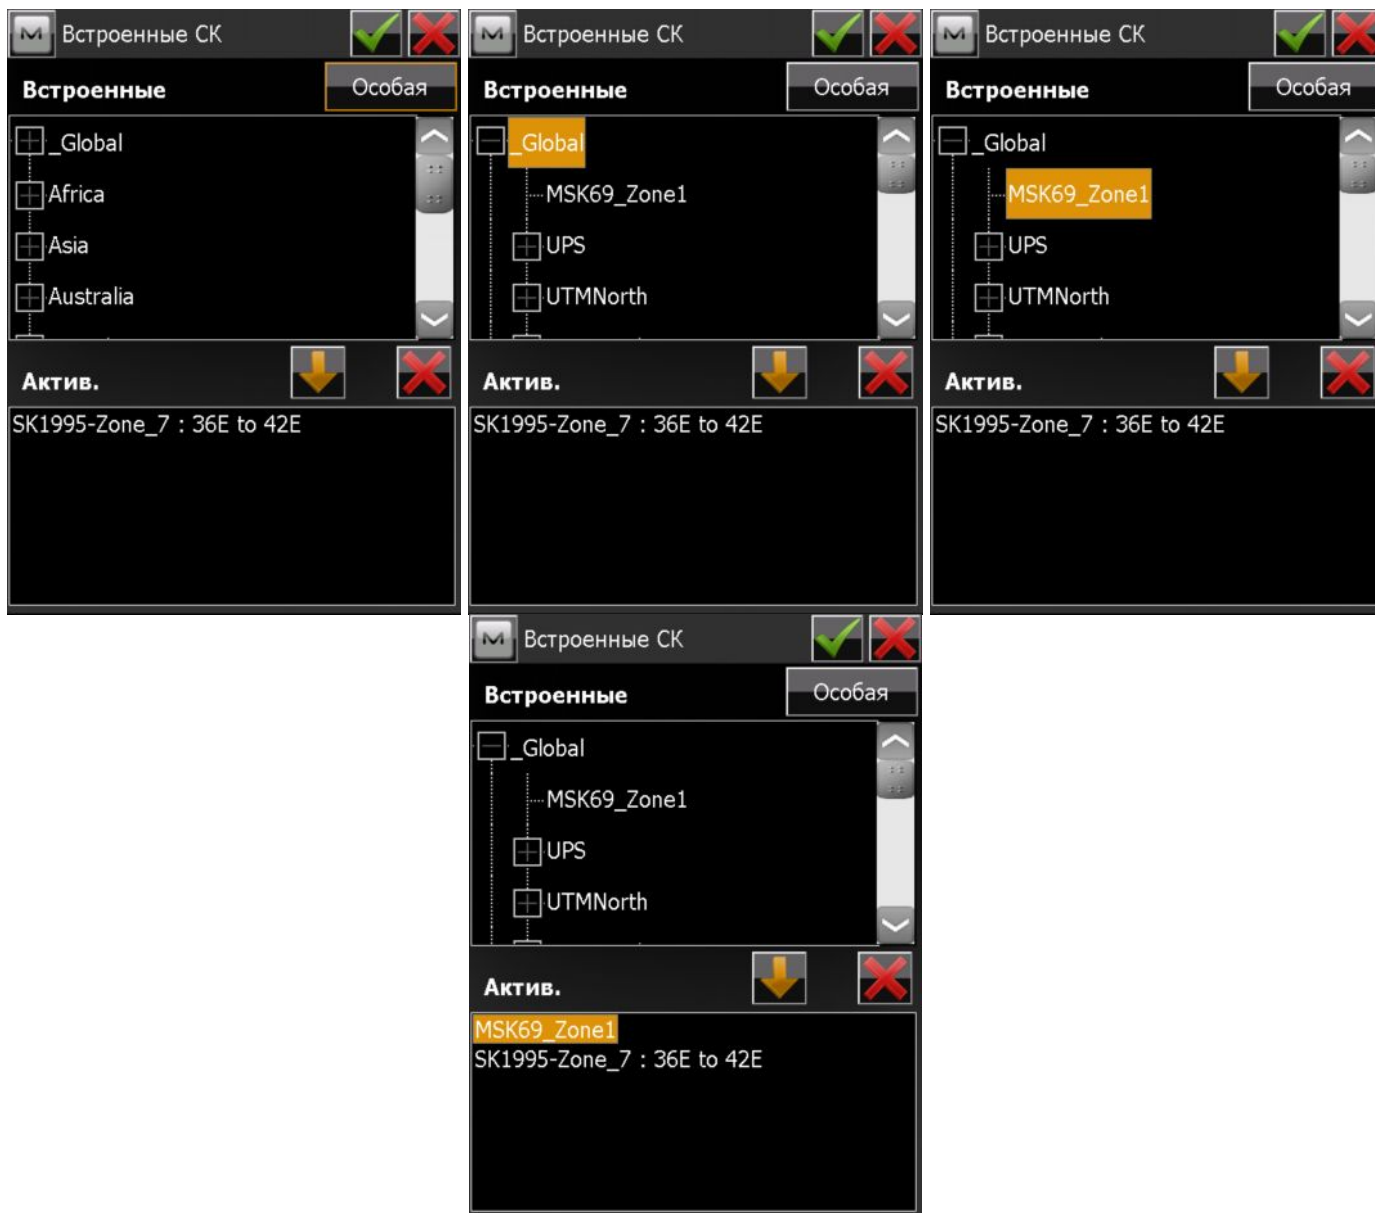 Встроенные СК
Встроенные
Особая
_Global
Africa
Asia
Australia
Актив.
SK1995-Zone_7 : 36E to 42E
Встроенные СК
Встроенные
Особая
_Global
MSK69_Zone1
UPS
UTMNorth
Актив.
SK1995-Zone_7 : 36E to 42E
Встроенные СК
Встроенные
Особая
_Global
MSK69_Zone1
UPS
UTMNorth
Актив.
SK1995-Zone_7 : 36E to 42E
Встроенные СК
Встроенные
Особая
_Global
MSK69_Zone1
UPS
UTMNorth
Актив.
MSK69_Zone1
SK1995-Zone_7 : 36E to 42E